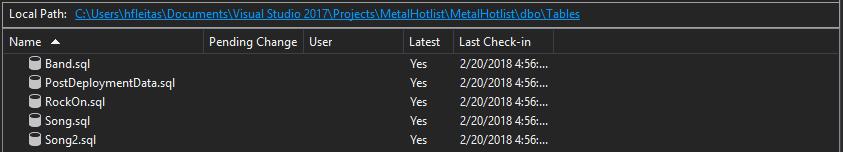 Local Path: C:\Users\hfleitas\Documents\Visual Studio 2017\Projects\MetalHotlist\MetalHotlist\dbo\Tables
Name Pending Change User Latest Last Check-in
Band.sql Yes 2/20/2018 4:56:...
PostDeploymentData.sql Yes 2/20/2018 4:56:...
RockOn.sql Yes 2/20/2018 4:56:...
Song.sql Yes 2/20/2018 4:56:...
Song2.sql Yes 2/20/2018 4:56:...